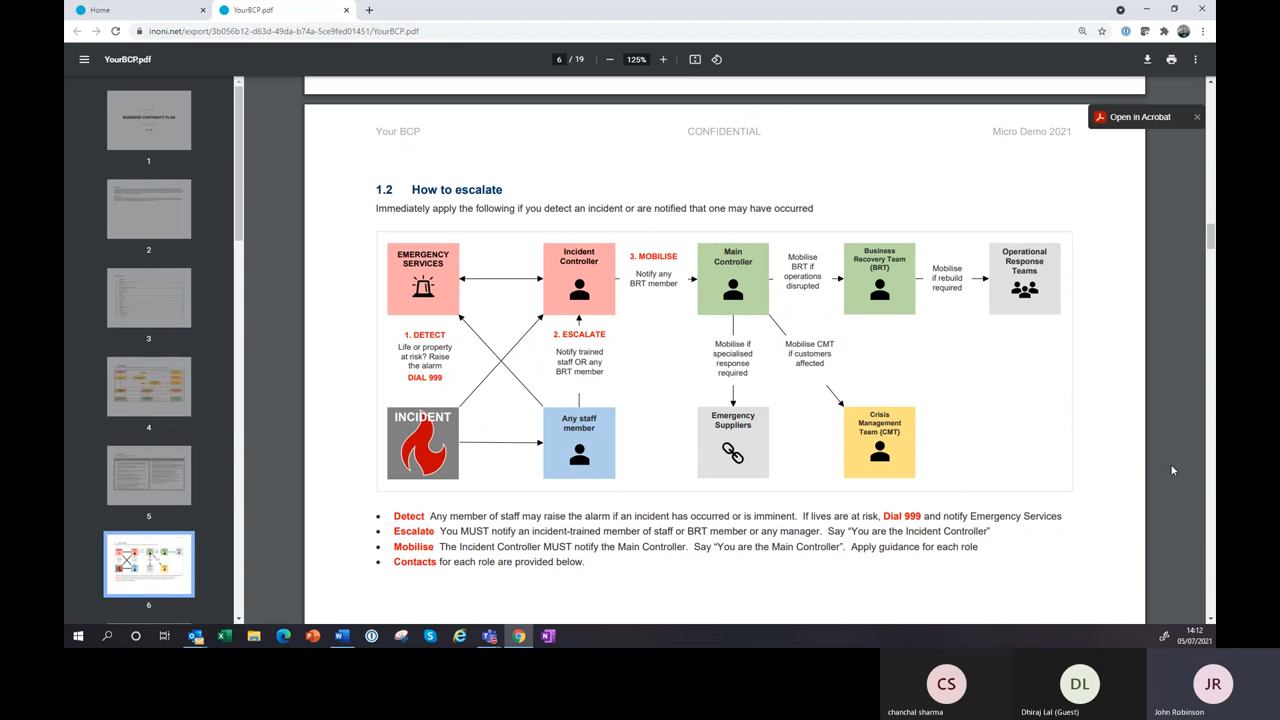 Home
YourBCP.pdf
inoni.net/export/3b056b12-d63d-49da-b74a-5ce9fed01451/YourBCP.pdf
YourBCP.pdf
6 / 19
125%
Open in Acrobat
BUSINESS CONTINUITY PLAN
1
2
3
4
5
6
Your BCP
CONFIDENTIAL
Micro Demo 2021
1.2 How to escalate
Immediately apply the following if you detect an incident or are notified that one may have occurred
EMERGENCY
SERVICES
Incident
Controller
3. MOBILISE
Notify any
BRT member
Main
Controller
Mobilise
BRT if
operations
disrupted
Business
Recovery Team
{BRT}
Mobilise
if rebuild
required
Operational
Response
Teams
1. DETECT
Life or property
at risk? Raise
the alarm
DIAL 999
2. ESCALATE
Notify trained
staff OR any
BRT member
Mobilise if
specialised
response
required
Mobilise CMT
if customers
affected
INCIDENT
Any staff
member
Emergency
Suppliers
Crisis
Management
Team {CMT}
• Detect Any member of staff may raise the alarm if an incident has occurred or is imminent. If lives are at risk, Dial 999 and notify Emergency Services
• Escalate You MUST notify an incident-trained member of staff or BRT member or any manager. Say “You are the Incident Controller”
• Mobilise The Incident Controller MUST notify the Main Controller. Say “You are the Main Controller”. Apply guidance for each role
• Contacts for each role are provided below.
14:12
05/07/2021
CS
DL
JR
chanchal sharma
Dhiraj Lal (Guest)
John Robinson